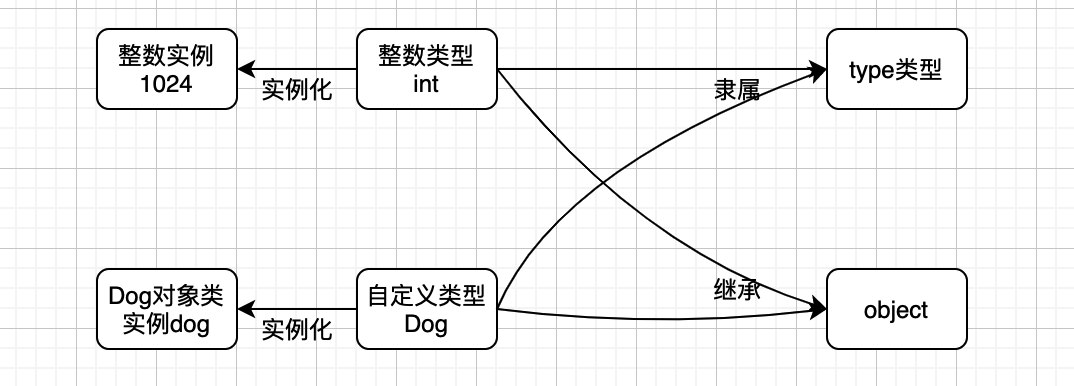 整数实例
1024
实例化
整数类型
int
隶属
type类型
Dog对象类
实例dog
实例化
自定义类型
Dog
继承
object